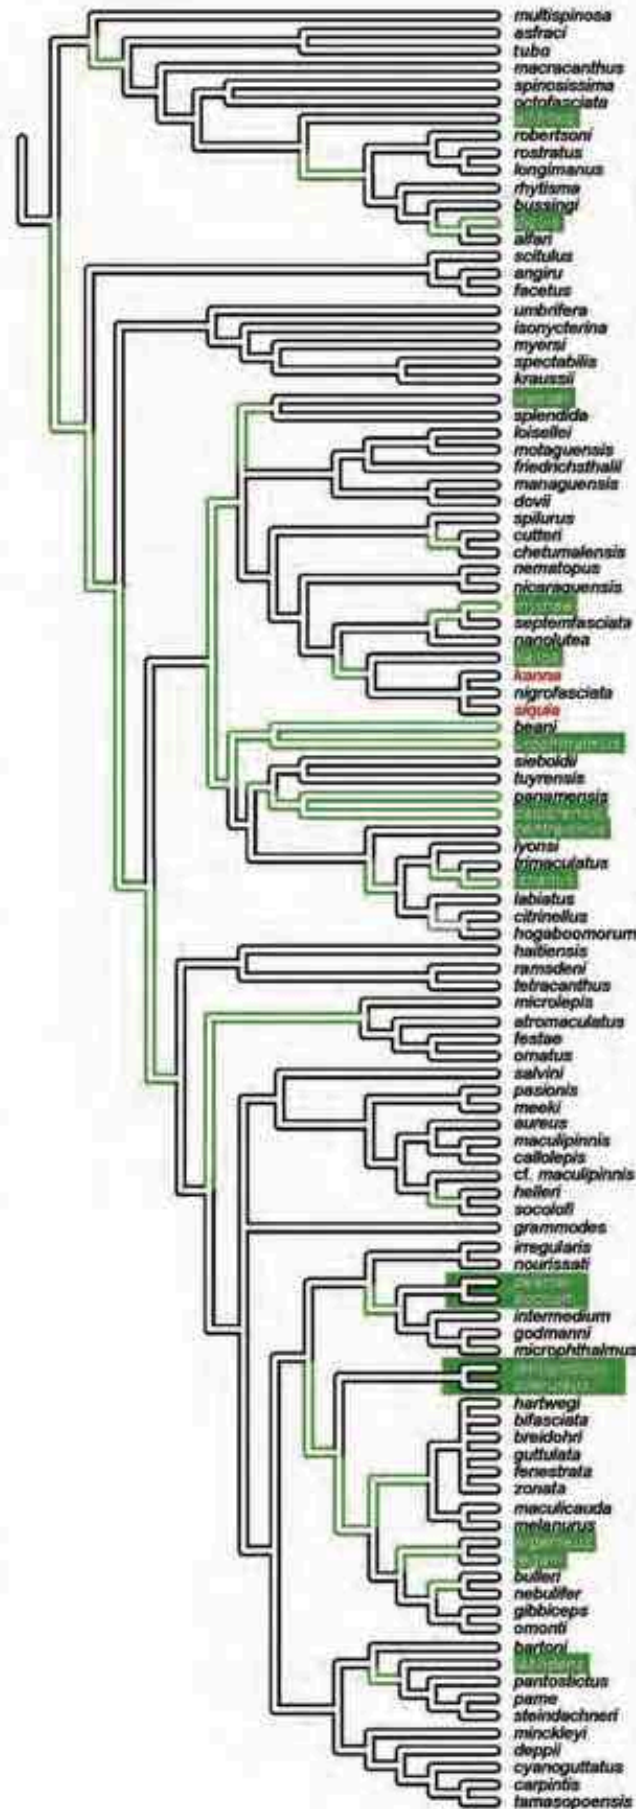 multispinosa
asfraci
tubo
macracanthus
spinosissima
octofasciata
robertsoni
rostratus
longimanus
rhytisma
bussingi
alfari
scitulus
angiru
facetus
umbrifera
isonycterina
myersi
spectabilis
kraussii
splendida
loisellei
motaguensis
friedrichsthalii
managuensis
dovii
spilurus
cutteri
chetumalensis
nematopus
nicaraguensis
septemfasciata
nanolutea
kanna
nigrofasciata
siquia
beani
sieboldii
tuyrensis
panamensis
lyonsi
trimaculatus
labiatus
citrinellus
hogaboomorum
haitiensis
ramsdeni
tetracanthus
microlepis
atromaculatus
festae
ornatus
salvini
pasionis
meeki
aureus
maculipinnis
callolepis
cf. maculipinnis
helleri
socolofi
grammodes
irregularis
nourissati
intermedium
godmanni
microphthalmus
hartwegi
bifasciata
breidohri
guttulata
fenestrata
zonata
maculicauda
melanurus
bulleri
nebulifer
gibbiceps
omonti
bartoni
pantostictus
pame
steindachneri
minckleyi
deppii
cyanoguttatus
carpintis
tamasopoensis